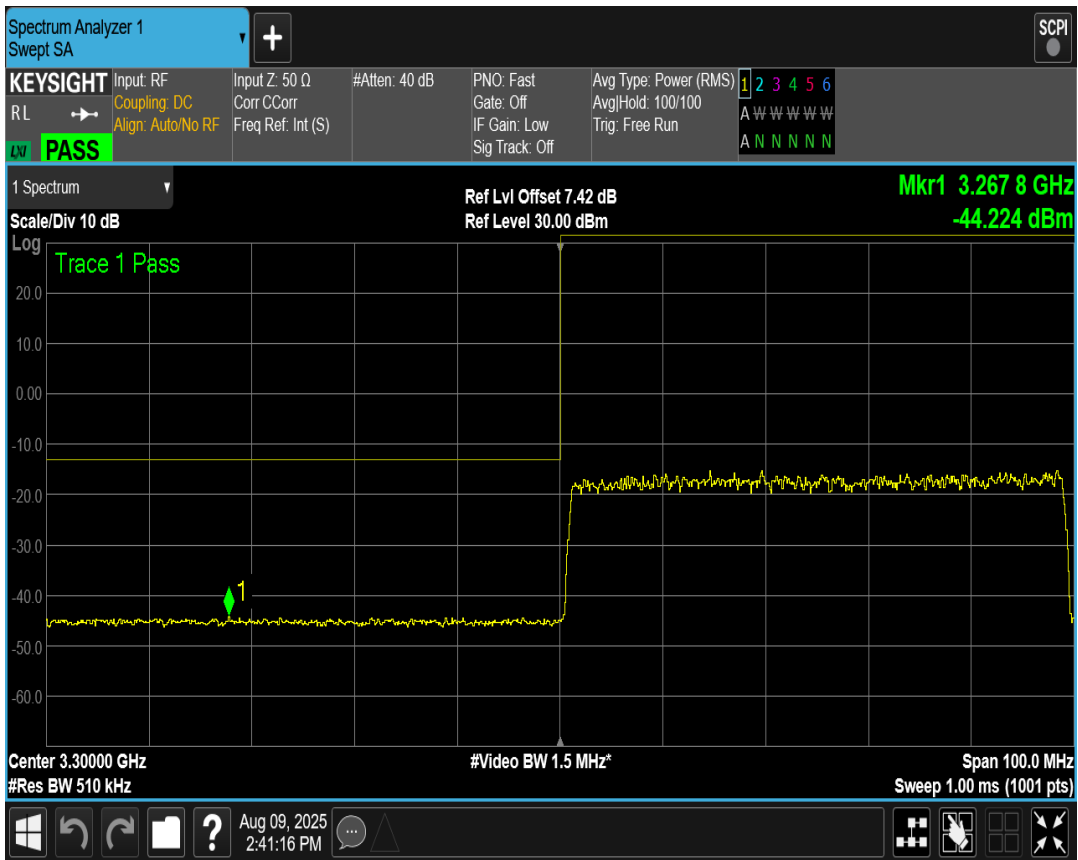 Spectrum Analyzer 1
Swept SA
+
SCPI
KEYSIGHT
RL
LXI PASS
Input: RF
Coupling: DC
Align: Auto/No RF
Input Z: 50 Ω
Corr CCorr
Freq Ref: Int (S)
#Atten: 40 dB
PNO: Fast
Gate: Off
IF Gain: Low
Sig Track: Off
Avg Type: Power (RMS)
Avg|Hold: 100/100
Trig: Free Run
1 2 3 4 5 6
A W W W W W
A N N N N N
1 Spectrum
Scale/Div 10 dB
Ref Lvl Offset 7.42 dB
Ref Level 30.00 dBm
Mkr1 3.267 8 GHz
-44.224 dBm
Log
Trace 1 Pass
20.0
10.0
0.00
-10.0
-20.0
-30.0
-40.0
1
-50.0
-60.0
Center 3.30000 GHz
#Res BW 510 kHz
#Video BW 1.5 MHz*
Span 100.0 MHz
Sweep 1.00 ms (1001 pts)
?
Aug 09, 2025
2:41:16 PM